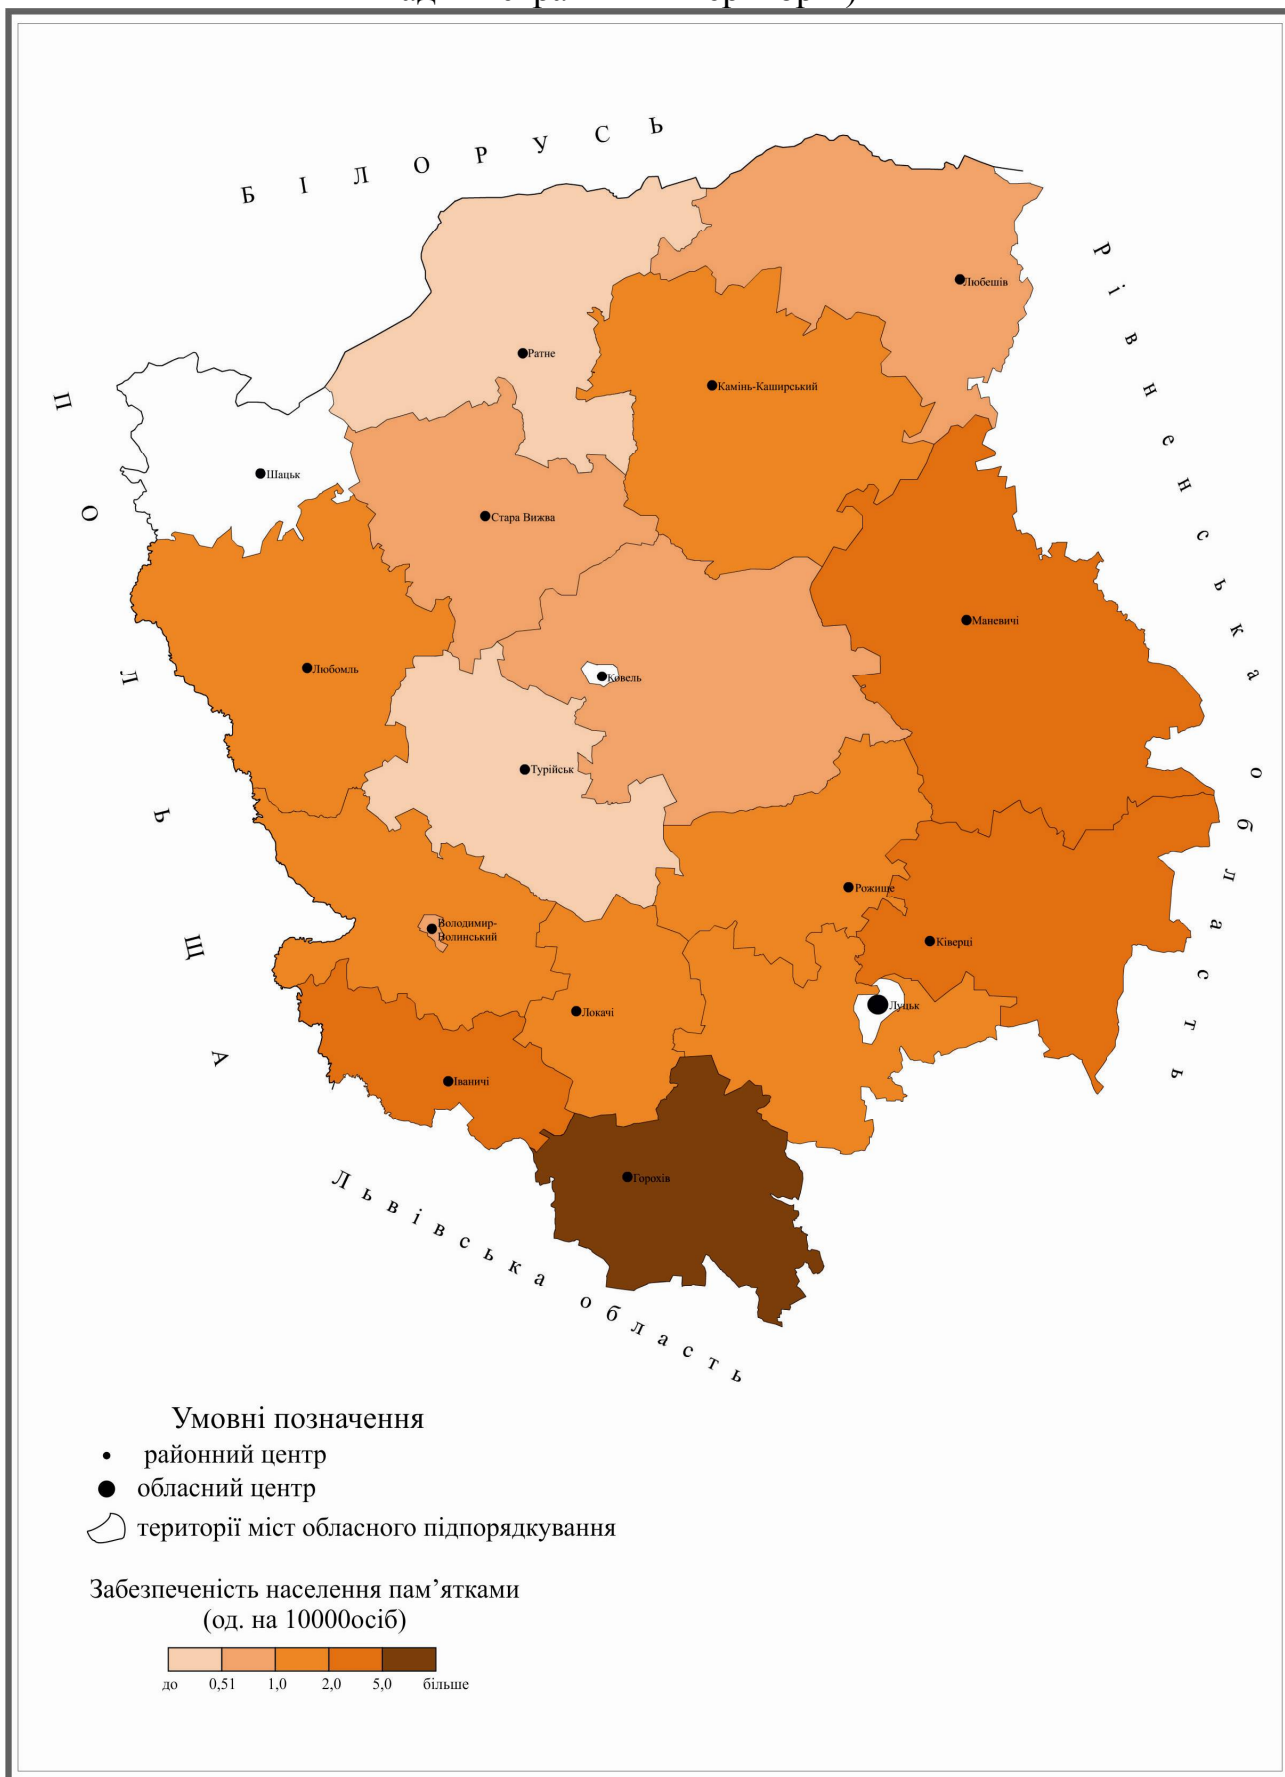 Б І Л О Р У С Ь
Р і в н е н с ь к а о б л а с т ь
П О Л Ь Щ А
Любешів
Ратне
Камінь-Каширський
Шацьк
Стара Вижва
Маневичі
Любомль
Ковель
Турійськ
Рожище
Володимир-
Волинський
Ківерці
Луцьк
Локачі
Іваничі
Горохів
Л ь в і в с ь к а о б л а с т ь
Умовні позначення
районний центр
обласний центр
території міст обласного підпорядкування
Забезпеченість населення пам’ятками
(од. на 10000осіб)
до 0,51 1,0 2,0 5,0 більше